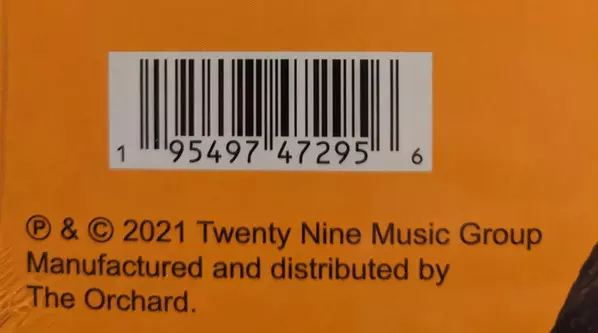 1 95497 47295 6
℗ & © 2021 Twenty Nine Music Group
Manufactured and distributed by
The Orchard.